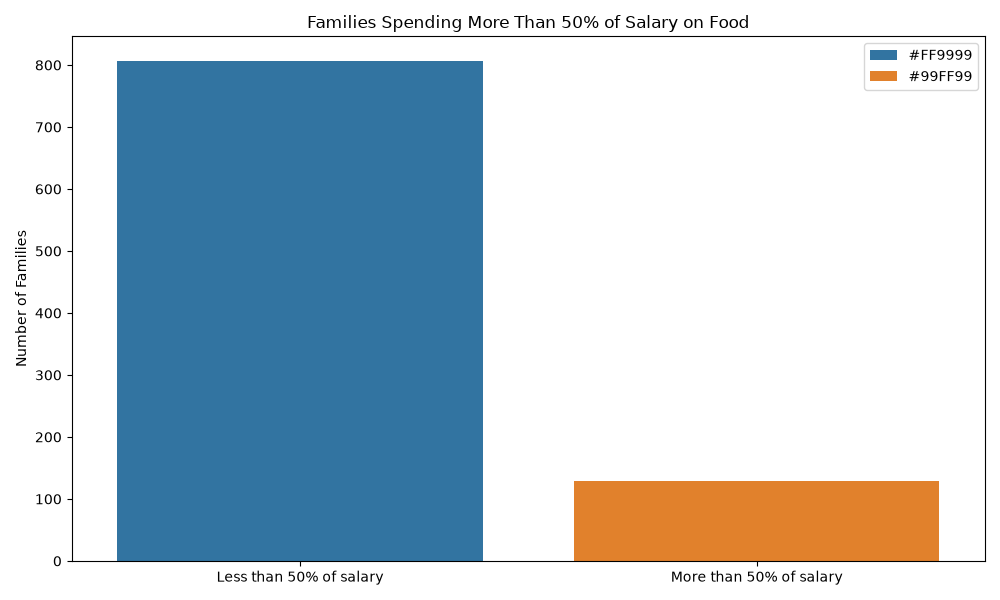 Families Spending More Than 50% of Salary on Food
#FF9999
#99FF99
Number of Families
800
700
600
500
400
300
200
100
0
Less than 50% of salary
More than 50% of salary